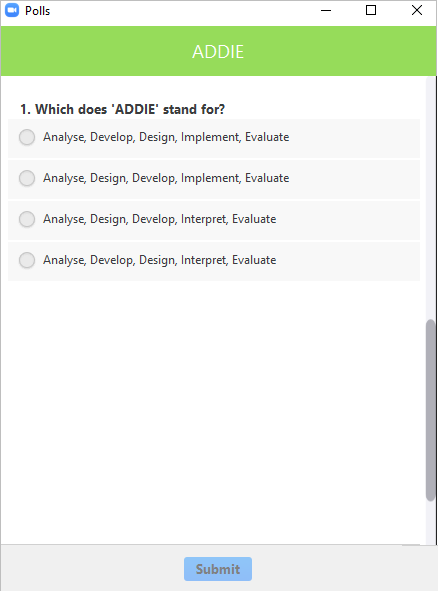 Polls
ADDIE
1. Which does 'ADDIE' stand for?
Analyse, Develop, Design, Implement, Evaluate
Analyse, Design, Develop, Implement, Evaluate
Analyse, Design, Develop, Interpret, Evaluate
Analyse, Develop, Design, Interpret, Evaluate
Submit